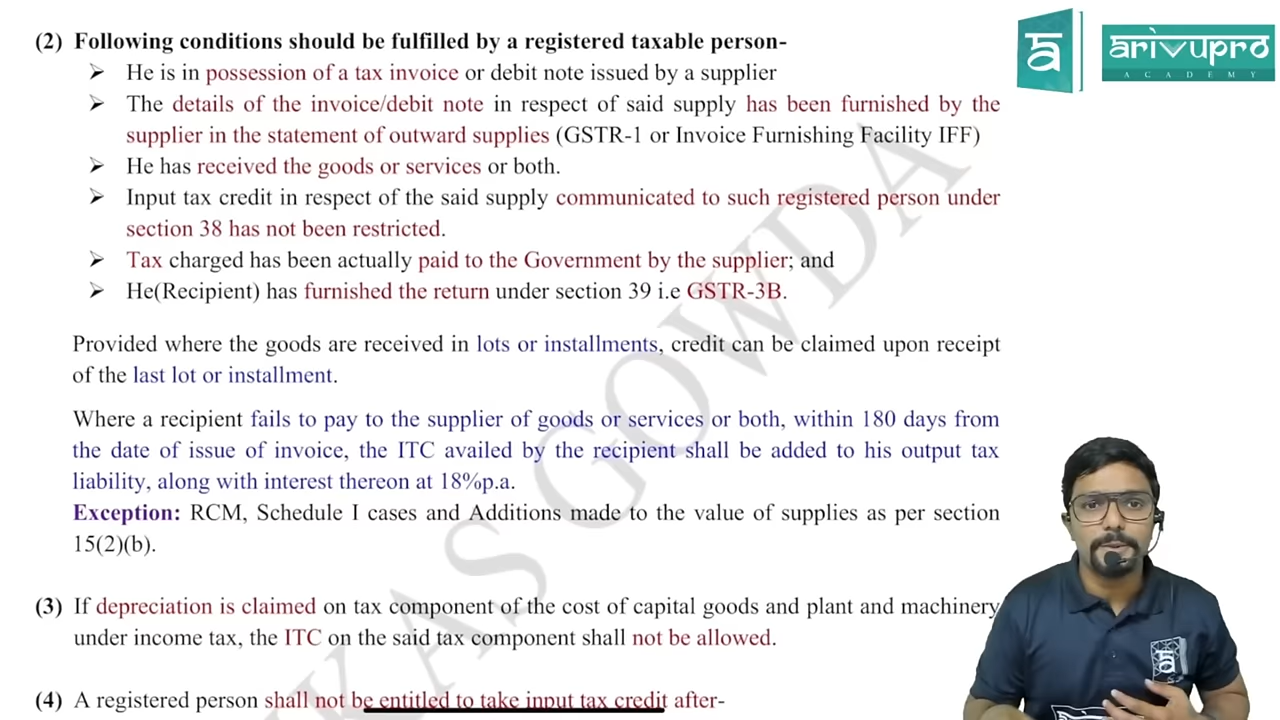 (2) Following conditions should be fulfilled by a registered taxable person-
➢ He is in possession of a tax invoice or debit note issued by a supplier
➢ The details of the invoice/debit note in respect of said supply has been furnished by the
supplier in the statement of outward supplies (GSTR-1 or Invoice Furnishing Facility IFF)
➢ He has received the goods or services or both.
➢ Input tax credit in respect of the said supply communicated to such registered person under
section 38 has not been restricted.
➢ Tax charged has been actually paid to the Government by the supplier; and
➢ He(Recipient) has furnished the return under section 39 i.e GSTR-3B.
Provided where the goods are received in lots or installments, credit can be claimed upon receipt
of the last lot or installment.
Where a recipient fails to pay to the supplier of goods or services or both, within 180 days from
the date of issue of invoice, the ITC availed by the recipient shall be added to his output tax
liability, along with interest thereon at 18%p.a.
Exception: RCM, Schedule I cases and Additions made to the value of supplies as per section
15(2)(b).
(3) If depreciation is claimed on tax component of the cost of capital goods and plant and machinery
under income tax, the ITC on the said tax component shall not be allowed.
(4) A registered person shall not be entitled to take input tax credit after-
arivupro
ACADEMY
KAS GOWDA